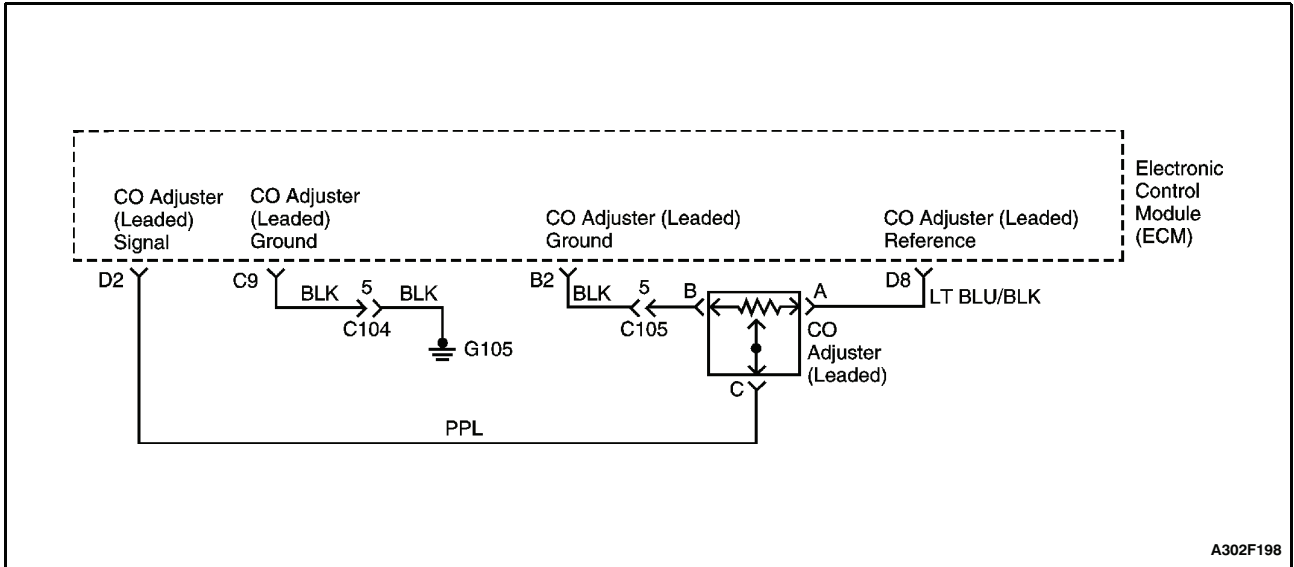 CO Adjuster
(Leaded)
Signal
CO Adjuster
(Leaded)
Ground
CO Adjuster (Leaded)
Ground
CO Adjuster (Leaded)
Reference
Electronic
Control
Module
(ECM)
D2
C9
B2
D8
BLK
5
BLK
C104
G105
BLK
5
C105
B
A
LT BLU/BLK
CO
Adjuster
(Leaded)
C
PPL
A302F198